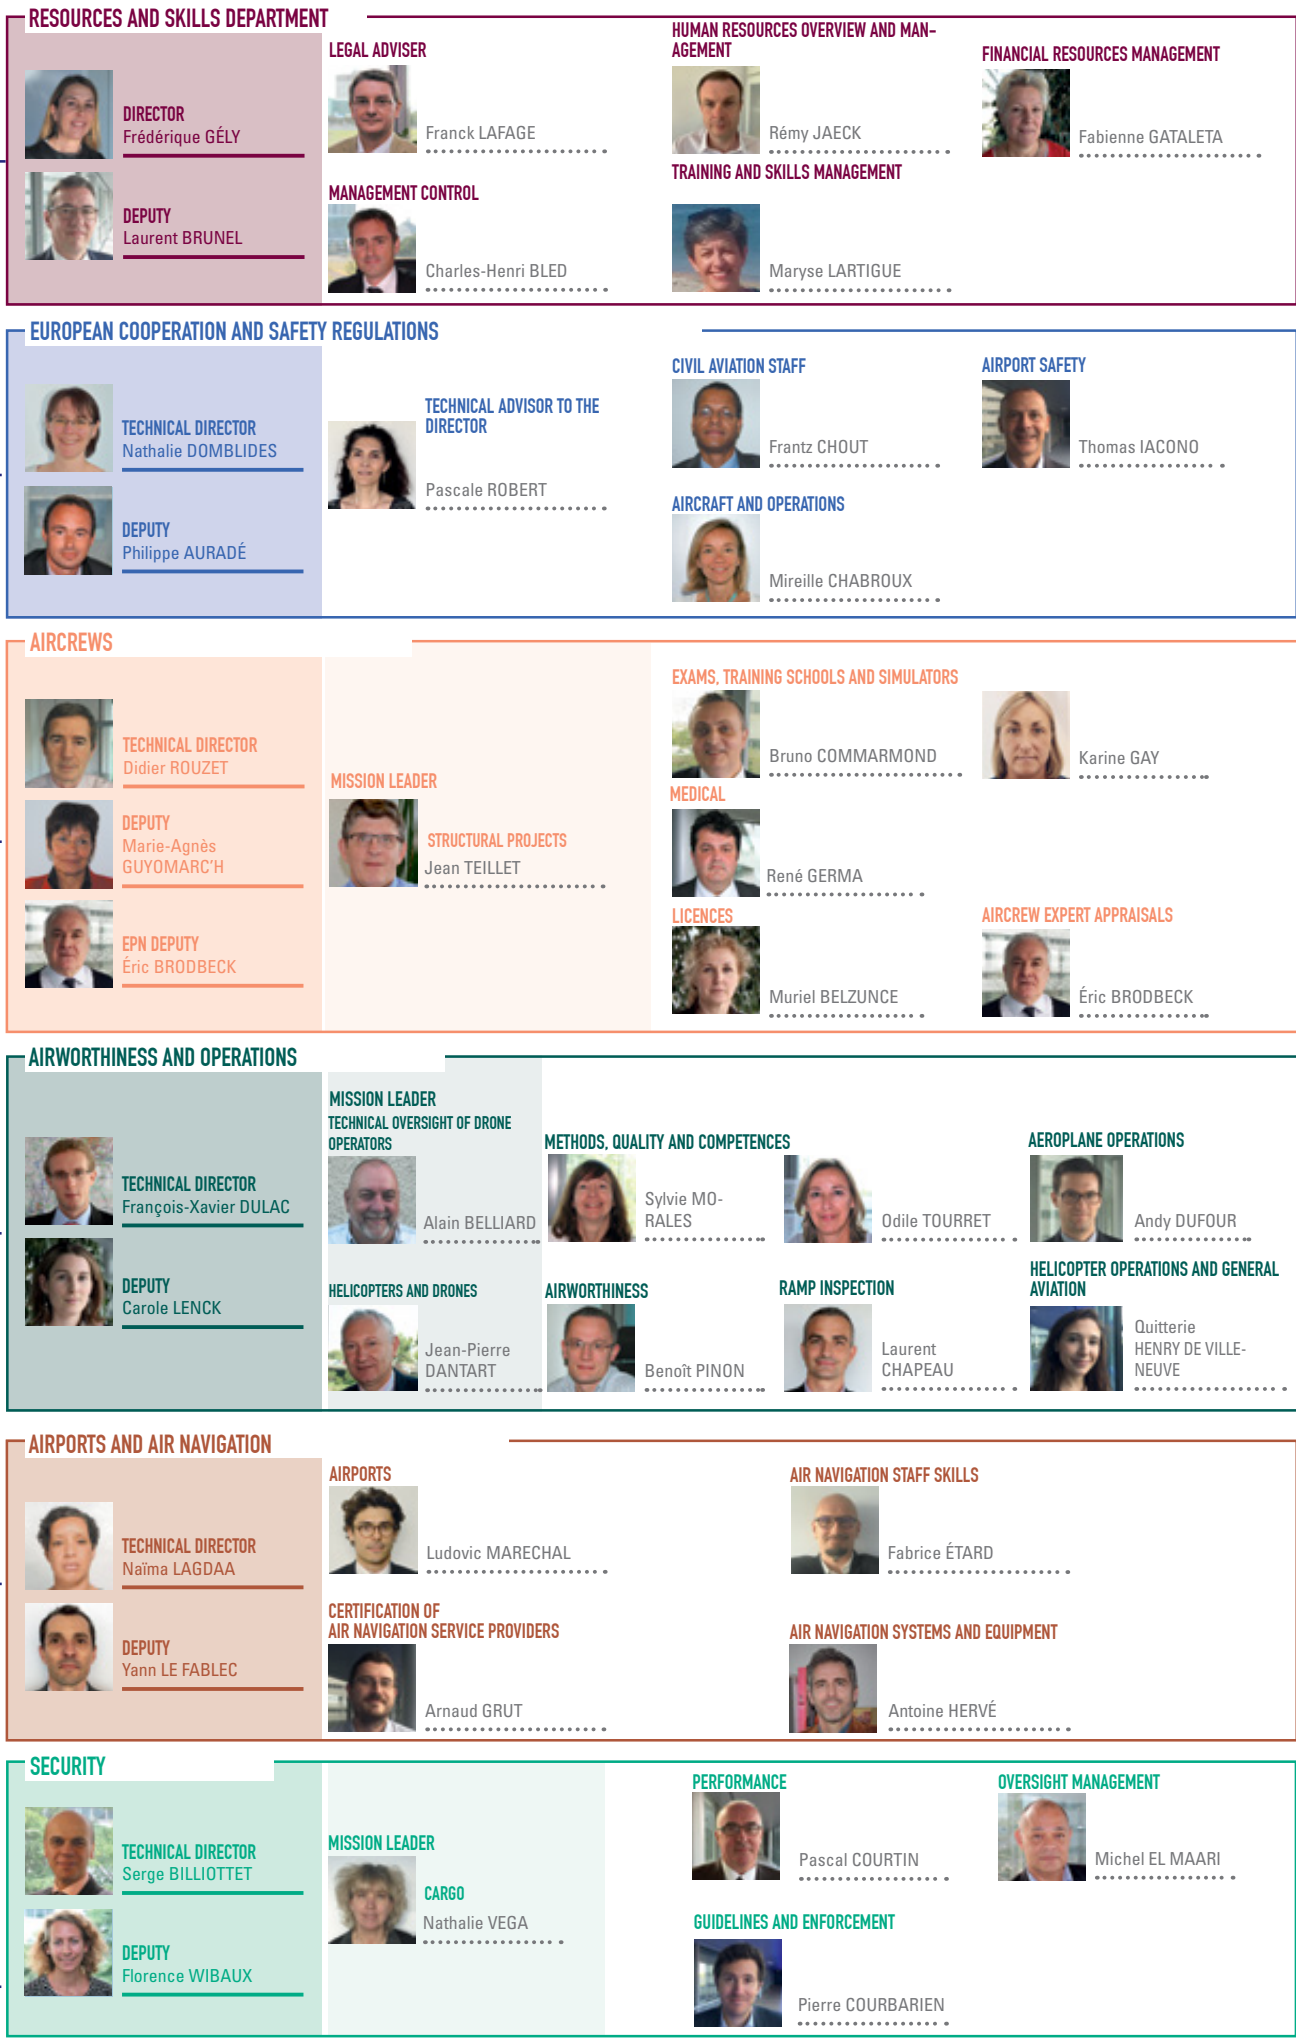 RESOURCES AND SKILLS DEPARTMENT
DIRECTOR
Frédérique GÉLY
DEPUTY
Laurent BRUNEL
LEGAL ADVISER
Franck LAFAGE
MANAGEMENT CONTROL
Charles-Henri BLED
HUMAN RESOURCES OVERVIEW AND MAN-
AGEMENT
Rémy JAECK
TRAINING AND SKILLS MANAGEMENT
Maryse LARTIGUE
FINANCIAL RESOURCES MANAGEMENT
Fabienne GATALETA
EUROPEAN COOPERATION AND SAFETY REGULATIONS
TECHNICAL DIRECTOR
Nathalie DOMBLIDES
DEPUTY
Philippe AURADÉ
TECHNICAL ADVISOR TO THE
DIRECTOR
Pascale ROBERT
CIVIL AVIATION STAFF
Frantz CHOUT
AIRCRAFT AND OPERATIONS
Mireille CHABROUX
AIRPORT SAFETY
Thomas IACONO
AIRCREWS
TECHNICAL DIRECTOR
Didier ROUZET
DEPUTY
Marie-Agnès
GUYOMARC'H
EPN DEPUTY
Éric BRODBECK
MISSION LEADER
STRUCTURAL PROJECTS
Jean TEILLET
EXAMS, TRAINING SCHOOLS AND SIMULATORS
Bruno COMMARMOND
Karine GAY
MEDICAL
René GERMA
LICENCES
Muriel BELZUNCE
AIRCREW EXPERT APPRAISALS
Éric BRODBECK
AIRWORTHINESS AND OPERATIONS
TECHNICAL DIRECTOR
François-Xavier DULAC
DEPUTY
Carole LENCK
MISSION LEADER
TECHNICAL OVERSIGHT OF DRONE
OPERATORS
Alain BELLIARD
HELICOPTERS AND DRONES
Jean-Pierre
DANTART
METHODS, QUALITY AND COMPETENCES
Sylvie MO-
RALES
Odile TOURRET
AIRWORTHINESS
Benoît PINON
RAMP INSPECTION
Laurent
CHAPEAU
AEROPLANE OPERATIONS
Andy DUFOUR
HELICOPTER OPERATIONS AND GENERAL
AVIATION
Quitterie
HENRY DE VILLE-
NEUVE
AIRPORTS AND AIR NAVIGATION
TECHNICAL DIRECTOR
Naïma LAGDAA
DEPUTY
Yann LE FABLEC
AIRPORTS
Ludovic MARECHAL
CERTIFICATION OF
AIR NAVIGATION SERVICE PROVIDERS
Arnaud GRUT
AIR NAVIGATION STAFF SKILLS
Fabrice ÉTARD
AIR NAVIGATION SYSTEMS AND EQUIPMENT
Antoine HERVÉ
SECURITY
TECHNICAL DIRECTOR
Serge BILLIOTTET
DEPUTY
Florence WIBAUX
MISSION LEADER
CARGO
Nathalie VEGA
PERFORMANCE
Pascal COURTIN
GUIDELINES AND ENFORCEMENT
Pierre COURBARIEN
OVERSIGHT MANAGEMENT
Michel EL MAARI